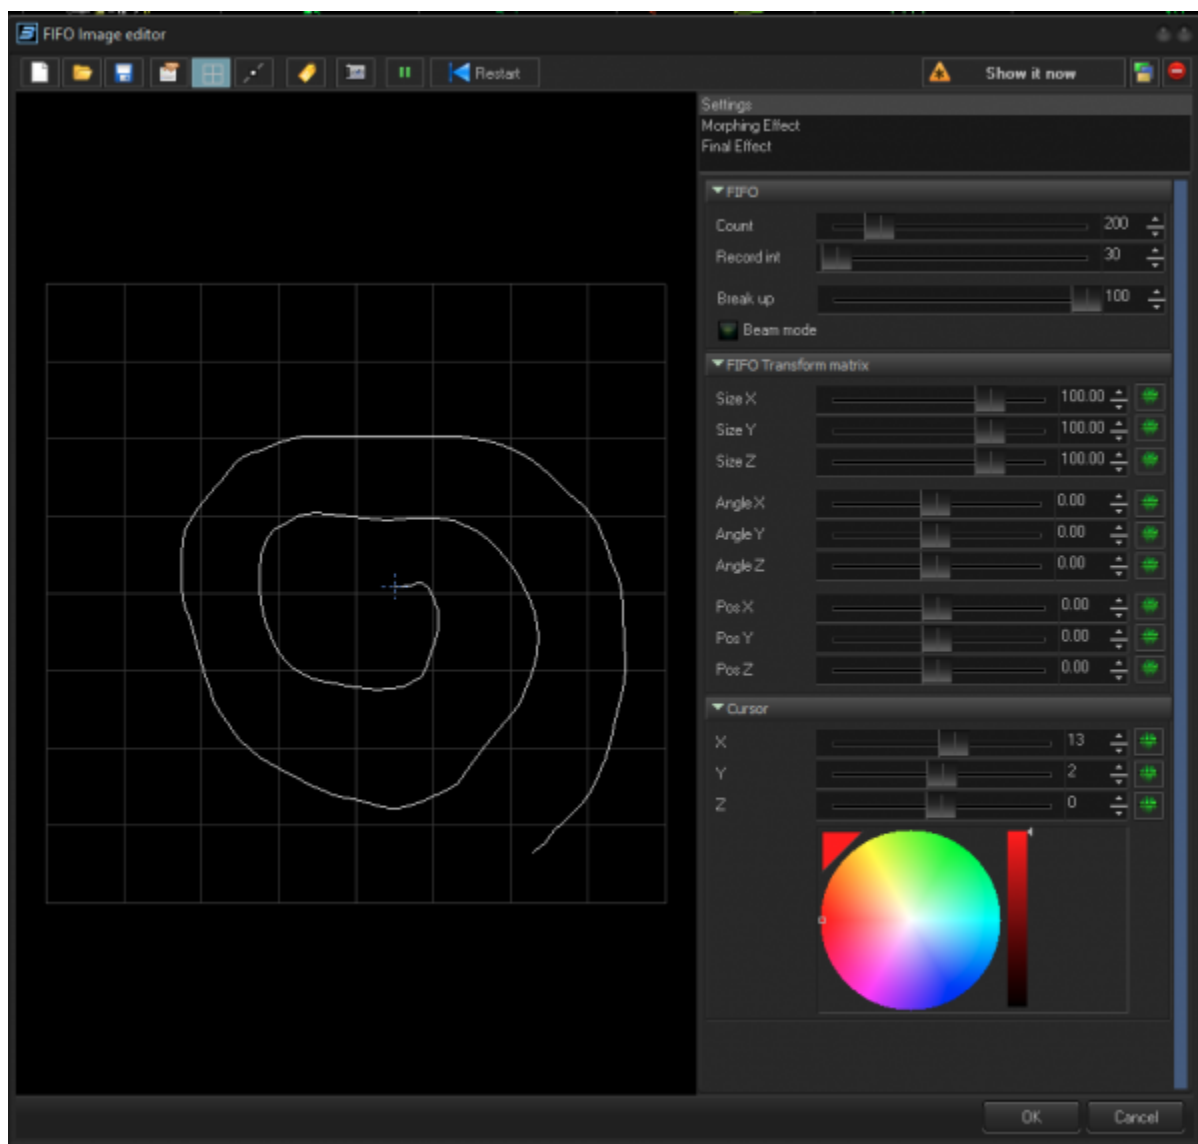 FIFO Image editor
Restart
Show it now
Settings
Morphing Effect
Final Effect
FIFO
Count 200
Record int 30
Break up 100
Beam mode
FIFO Transform matrix
Size X 100.00
Size Y 100.00
Size Z 100.00
Angle X 0.00
Angle Y 0.00
Angle Z 0.00
Pos X 0.00
Pos Y 0.00
Pos Z 0.00
Cursor
X 13
Y 2
Z 0
OK Cancel